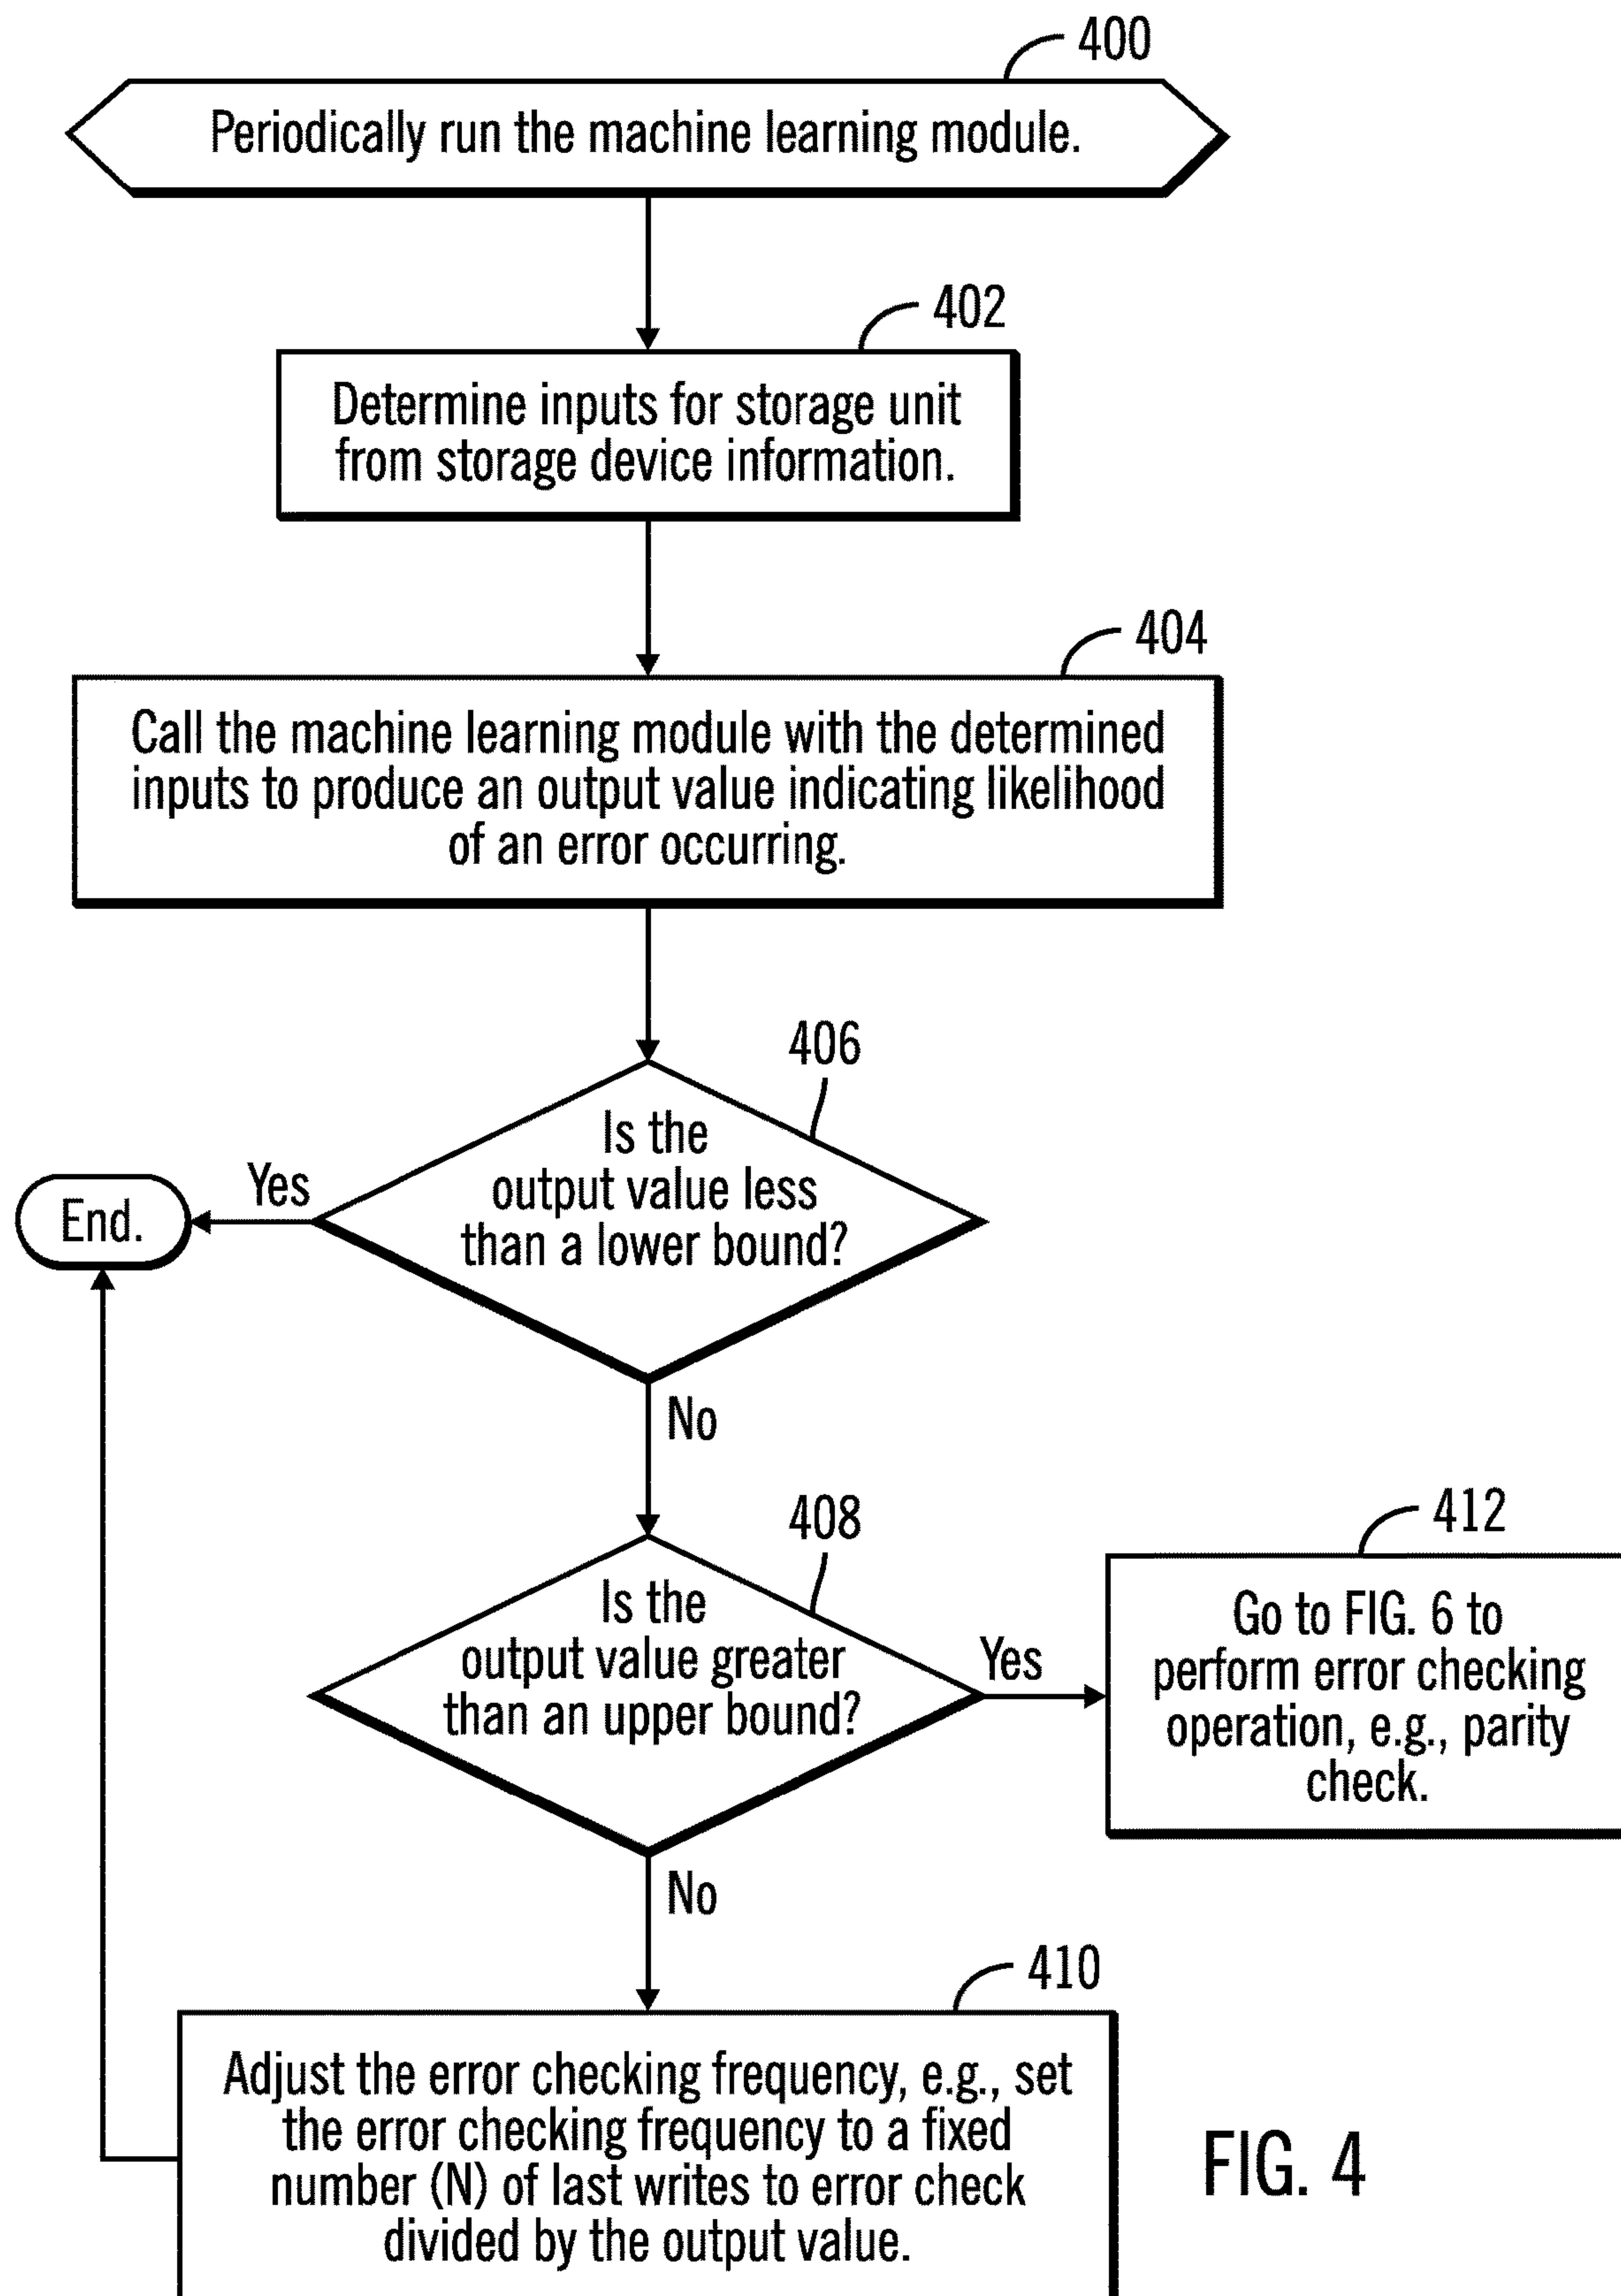 400
Periodically run the machine learning module.
402
Determine inputs for storage unit
from storage device information.
404
Call the machine learning module with the determined
inputs to produce an output value indicating likelihood
of an error occurring.
406
Is the
output value less
than a lower bound?
Yes
End.
No
408
Is the
output value greater
than an upper bound?
Yes
412
Go to FIG. 6 to
perform error checking
operation, e.g., parity
check.
No
410
Adjust the error checking frequency, e.g., set
the error checking frequency to a fixed
number (N) of last writes to error check
divided by the output value.
FIG. 4